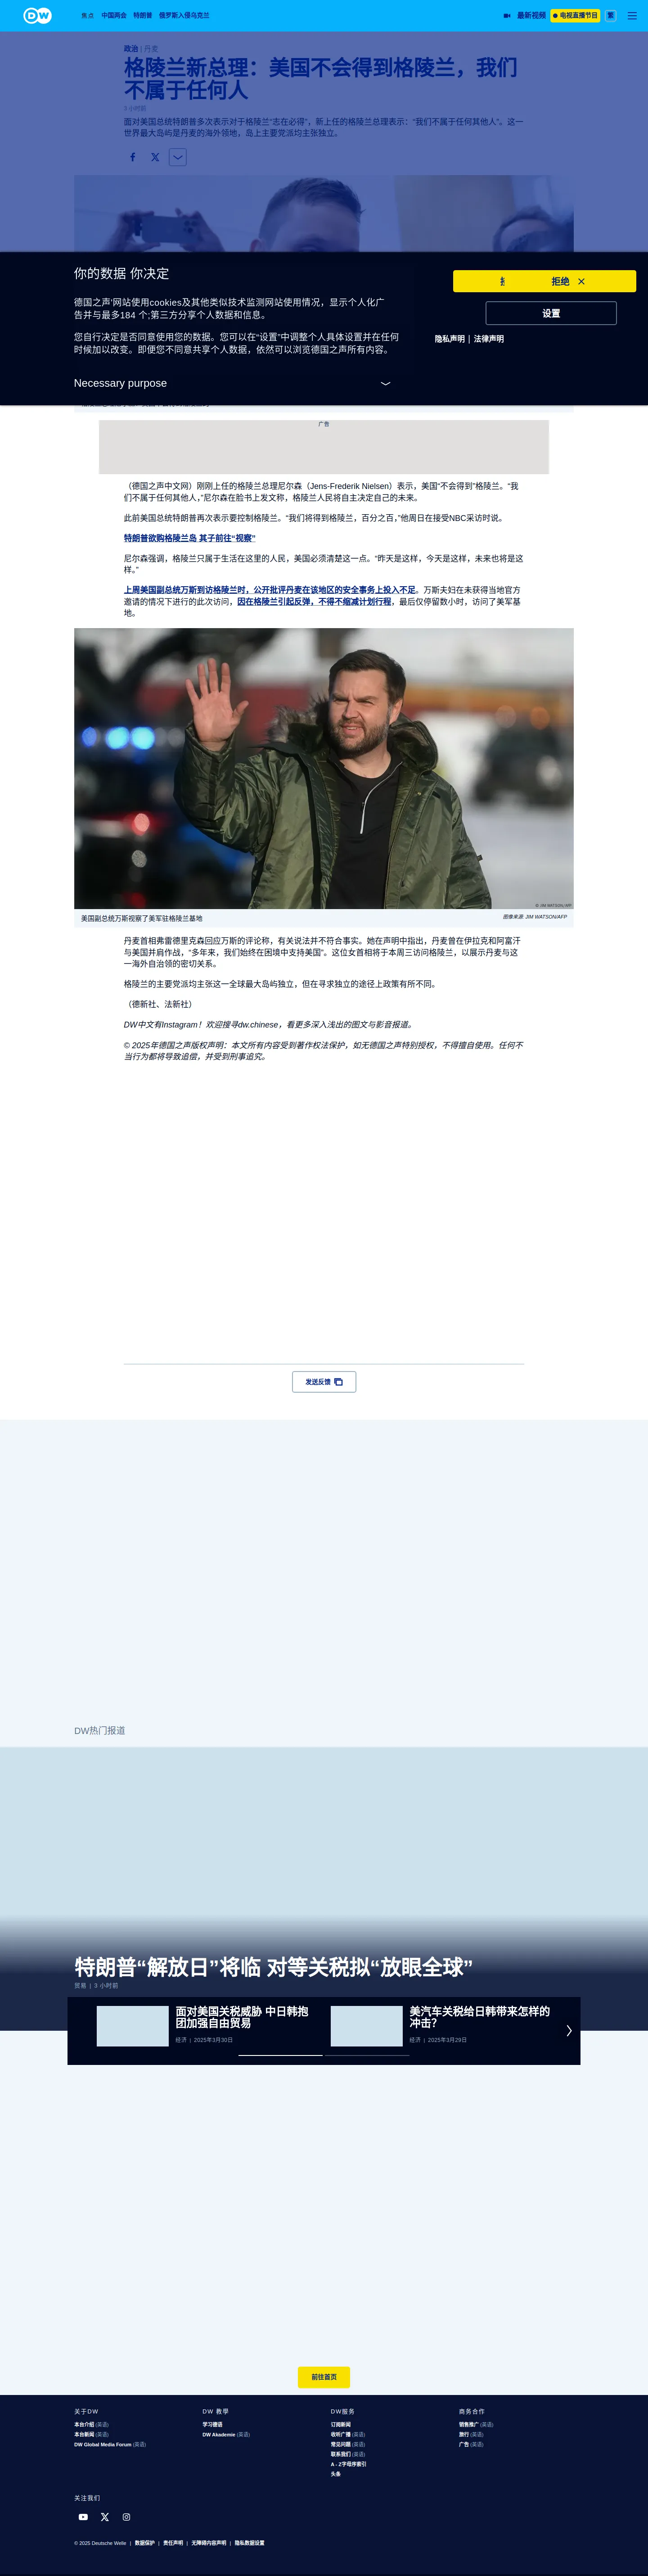 DW
焦点 中国两会 特朗普 俄罗斯入侵乌克兰
最新视频 电视直播节目 繁
政治 | 丹麦
格陵兰新总理：美国不会得到格陵兰，我们
不属于任何人
3 小时前
面对美国总统特朗普多次表示对于格陵兰“志在必得”，新上任的格陵兰总理表示：“我们不属于任何其他人”。这一
世界最大岛屿是丹麦的海外领地，岛上主要党派均主张独立。
你的数据 你决定
拒绝
德国之声'网站使用cookies及其他类似技术监测网站使用情况，显示个人化广
告并与最多184 个;第三方分享个人数据和信息。
设置
您自行决定是否同意使用您的数据。您可以在“设置”中调整个人具体设置并在任何
时候加以改变。即便您不同意共享个人数据，依然可以浏览德国之声所有内容。
隐私声明 | 法律声明
Necessary purpose
广告
（德国之声中文网）刚刚上任的格陵兰总理尼尔森（Jens-Frederik Nielsen）表示，美国“不会得到”格陵兰。“我
们不属于任何其他人，”尼尔森在脸书上发文称，格陵兰人民将自主决定自己的未来。
此前美国总统特朗普再次表示要控制格陵兰。“我们将得到格陵兰，百分之百，”他周日在接受NBC采访时说。
特朗普欲购格陵兰岛 其子前往“视察”
尼尔森强调，格陵兰只属于生活在这里的人民，美国必须清楚这一点。“昨天是这样，今天是这样，未来也将是这
样。”
上周美国副总统万斯到访格陵兰时，公开批评丹麦在该地区的安全事务上投入不足。万斯夫妇在未获得当地官方
邀请的情况下进行的此次访问，因在格陵兰引起反弹，不得不缩减计划行程，最后仅停留数小时，访问了美军基
地。
© JIM WATSON/AFP
美国副总统万斯视察了美军驻格陵兰基地
图像来源: JIM WATSON/AFP
丹麦首相弗雷德里克森回应万斯的评论称，有关说法并不符合事实。她在声明中指出，丹麦曾在伊拉克和阿富汗
与美国并肩作战，“多年来，我们始终在困境中支持美国”。这位女首相将于本周三访问格陵兰，以展示丹麦与这
一海外自治领的密切关系。
格陵兰的主要党派均主张这一全球最大岛屿独立，但在寻求独立的途径上政策有所不同。
（德新社、法新社）
DW中文有Instagram！欢迎搜寻dw.chinese，看更多深入浅出的图文与影音报道。
© 2025年德国之声版权声明：本文所有内容受到著作权法保护，如无德国之声特别授权，不得擅自使用。任何不
当行为都将导致追偿，并受到刑事追究。
发送反馈
DW热门报道
特朗普“解放日”将临 对等关税拟“放眼全球”
贸易 | 3 小时前
面对美国关税威胁 中日韩抱
团加强自由贸易
经济 | 2025年3月30日
美汽车关税给日韩带来怎样的
冲击？
经济 | 2025年3月29日
前往首页
关于DW
本台介绍 (英语)
本台新闻 (英语)
DW Global Media Forum (英语)
DW 教學
学习德语
DW Akademie (英语)
DW服务
订阅新闻
收听广播 (英语)
常见问题 (英语)
联系我们 (英语)
A - Z字母序索引
头条
商务合作
销售推广 (英语)
旅行 (英语)
广告 (英语)
关注我们
© 2025 Deutsche Welle | 数据保护 | 责任声明 | 无障碍内容声明 | 隐私数据设置